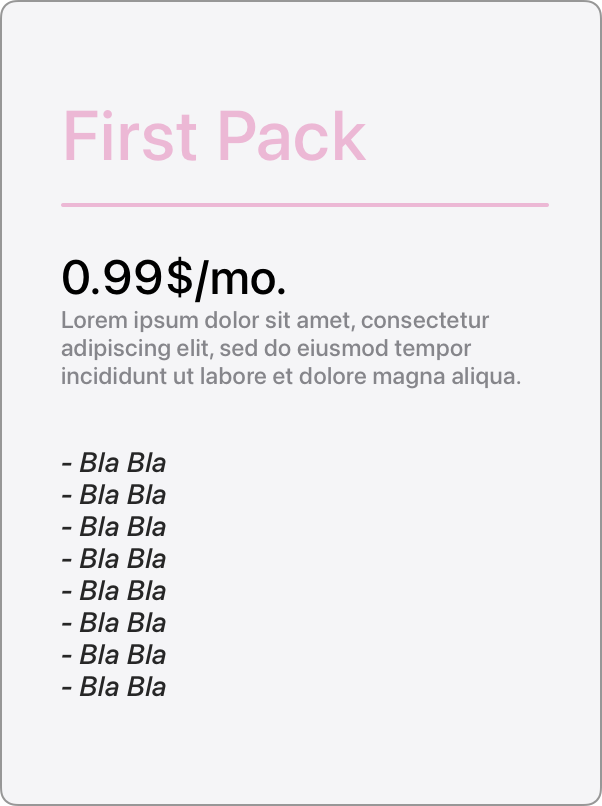 First Pack
0.99$/mo.
Lorem ipsum dolor sit amet, consectetur
adipiscing elit, sed do eiusmod tempor
incididunt ut labore et dolore magna aliqua.
- Bla Bla
- Bla Bla
- Bla Bla
- Bla Bla
- Bla Bla
- Bla Bla
- Bla Bla
- Bla Bla